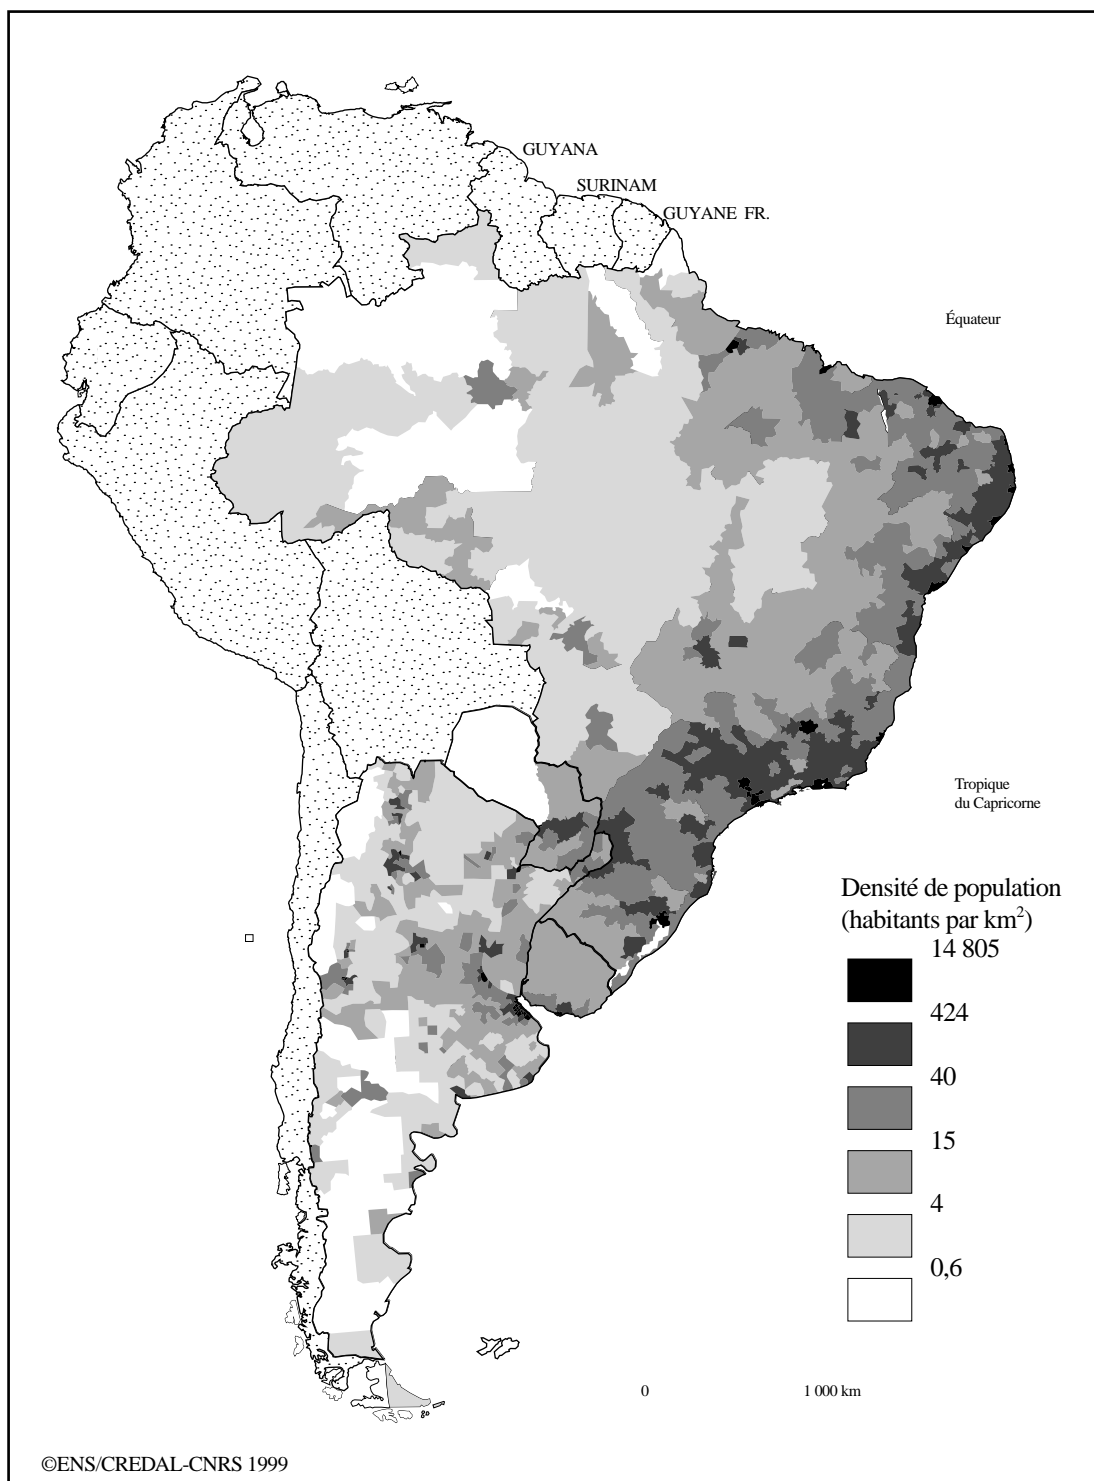 GUYANA
SURINAM
GUYANE FR.
Équateur
Tropique
du Capricorne
Densité de population
(habitants par km²)
14 805
424
40
15
4
0,6
0
1 000 km
©ENS/CREDAL-CNRS 1999